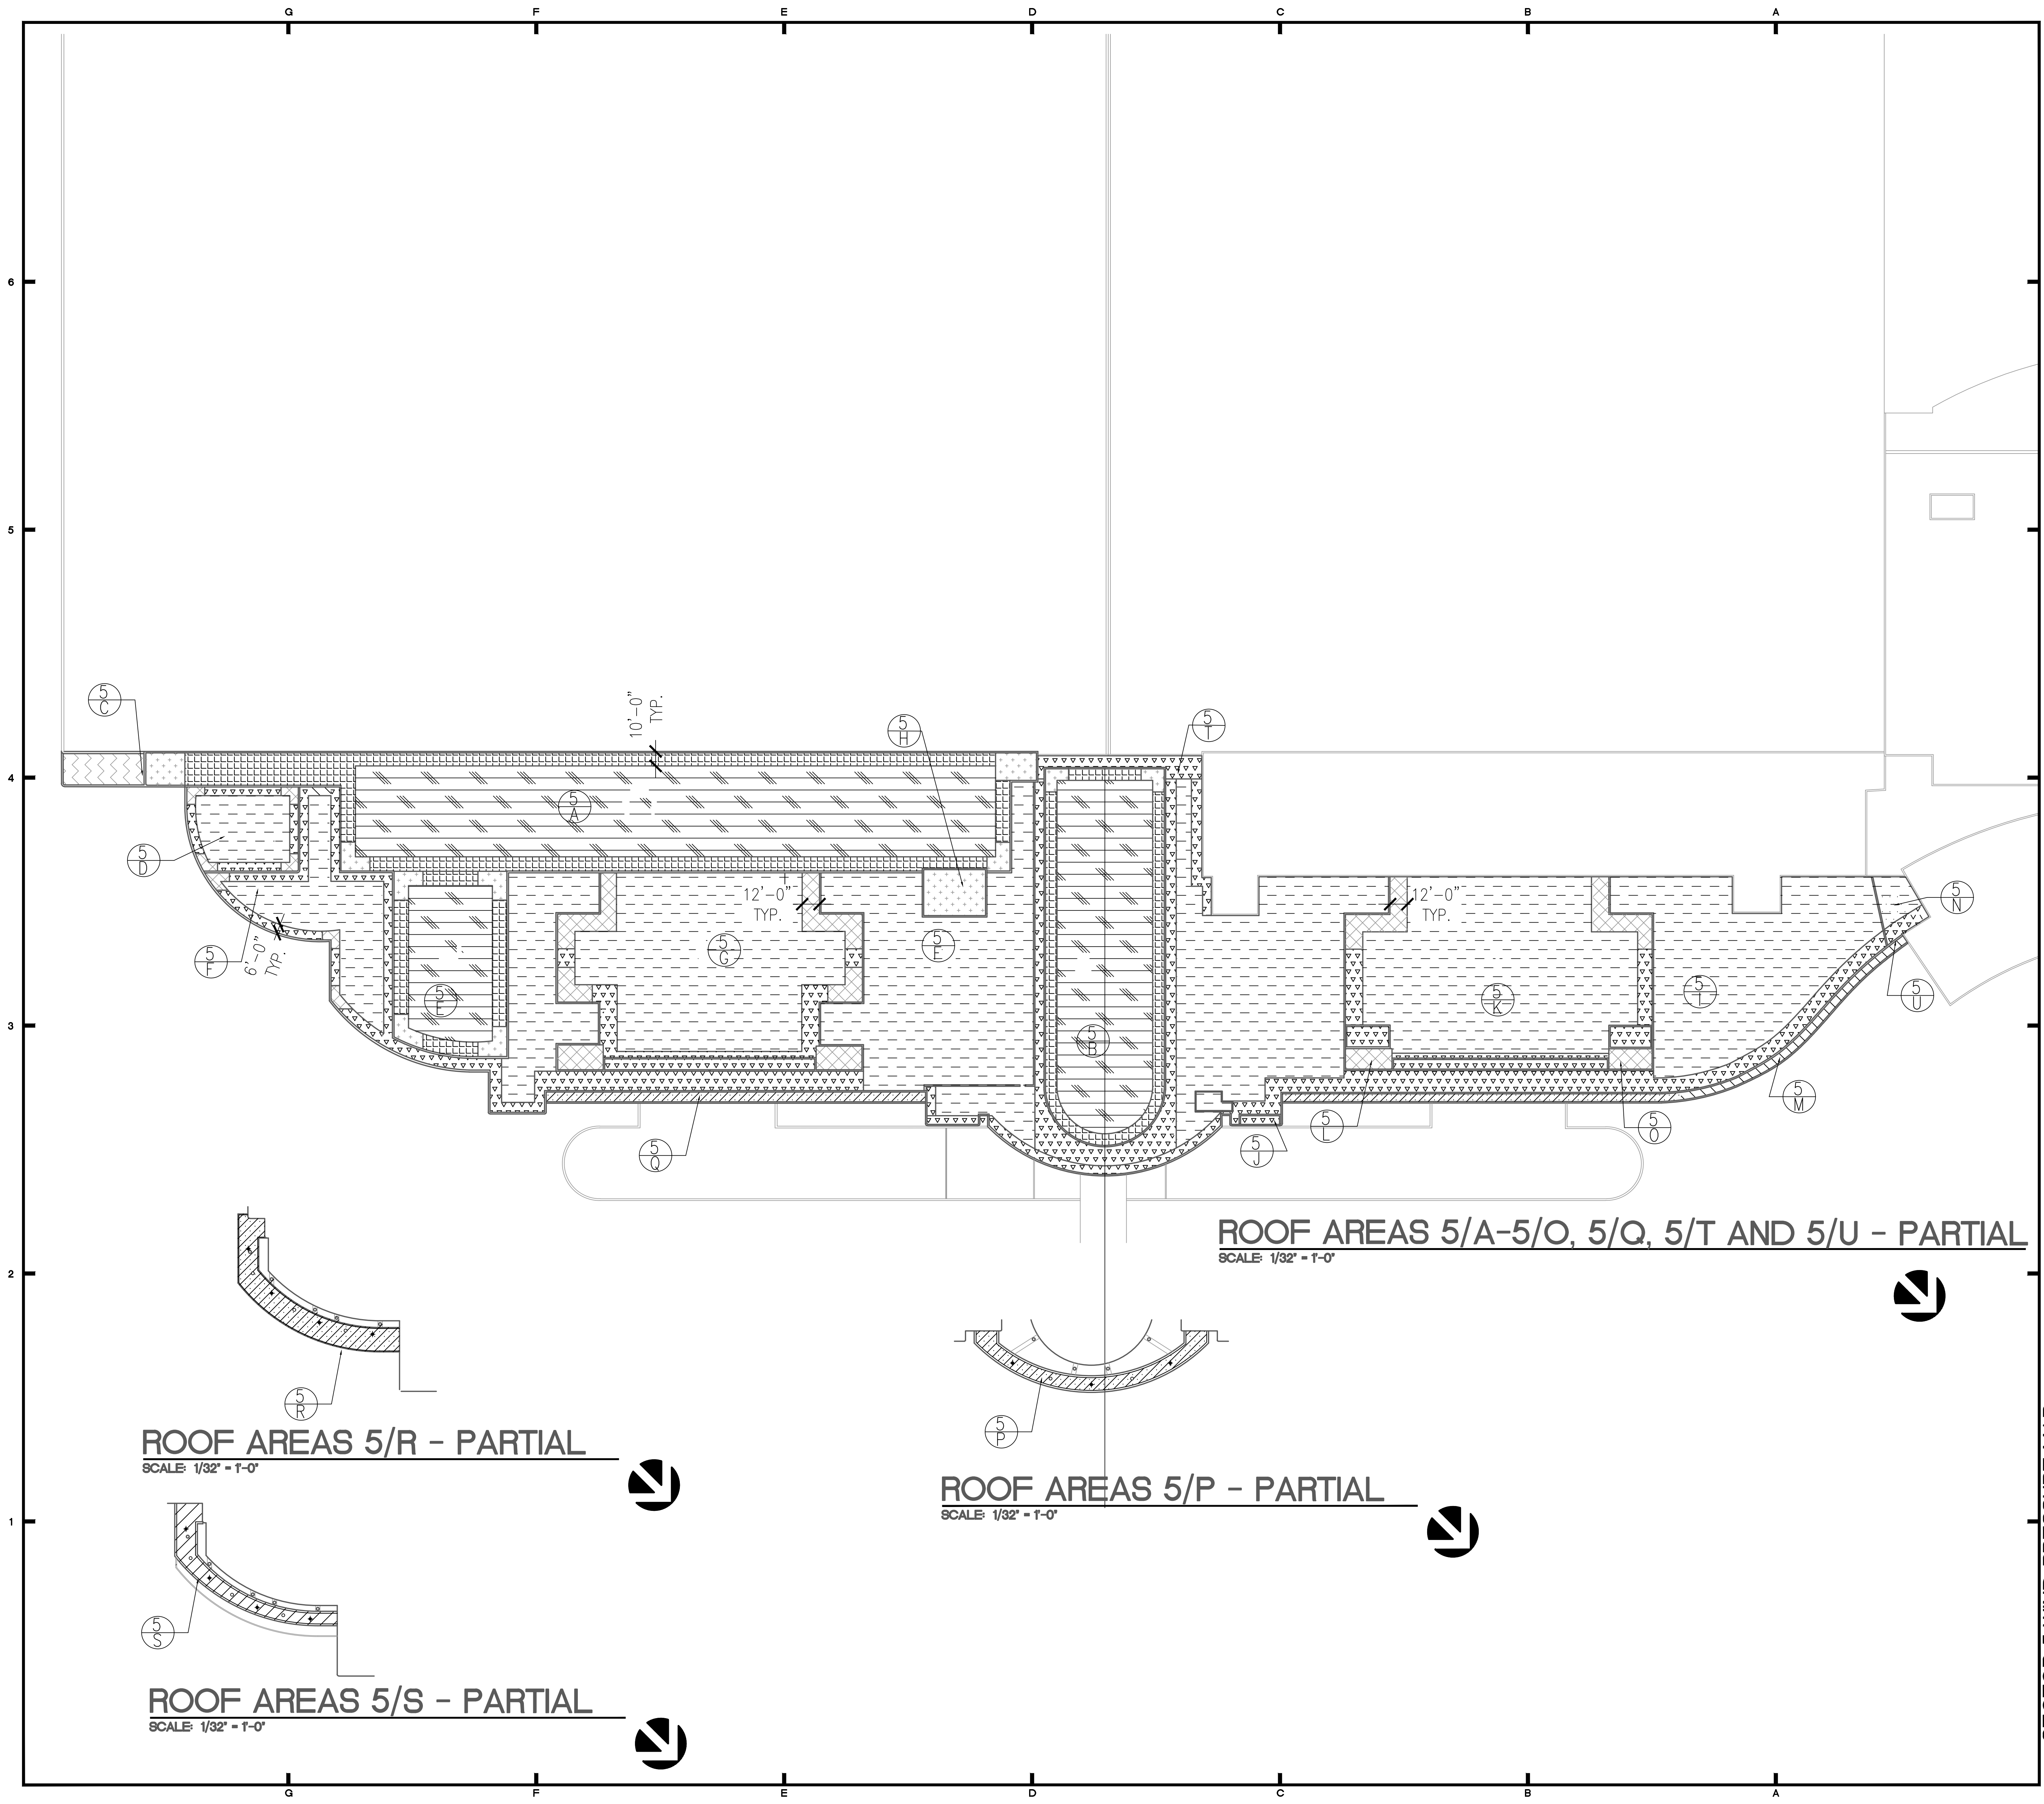 G F E D C B A
6
5
4
3
2
1
5
C
10'-0"
TYP.
5
H
5
T
5
A
5
D
12'-0"
TYP.
12'-0"
TYP.
5
N
5
F
6'-0"
TYP.
5
G
5
E
5
E
5
K
5
I
5
U
5
B
5
M
5
Q
5
J
5
L
5
O
ROOF AREAS 5/A-5/O, 5/Q, 5/T AND 5/U - PARTIAL
SCALE: 1/32" = 1'-0"
5
R
ROOF AREAS 5/R - PARTIAL
SCALE: 1/32" = 1'-0"
5
P
ROOF AREAS 5/P - PARTIAL
SCALE: 1/32" = 1'-0"
5
S
ROOF AREAS 5/S - PARTIAL
SCALE: 1/32" = 1'-0"
G F E D C B A